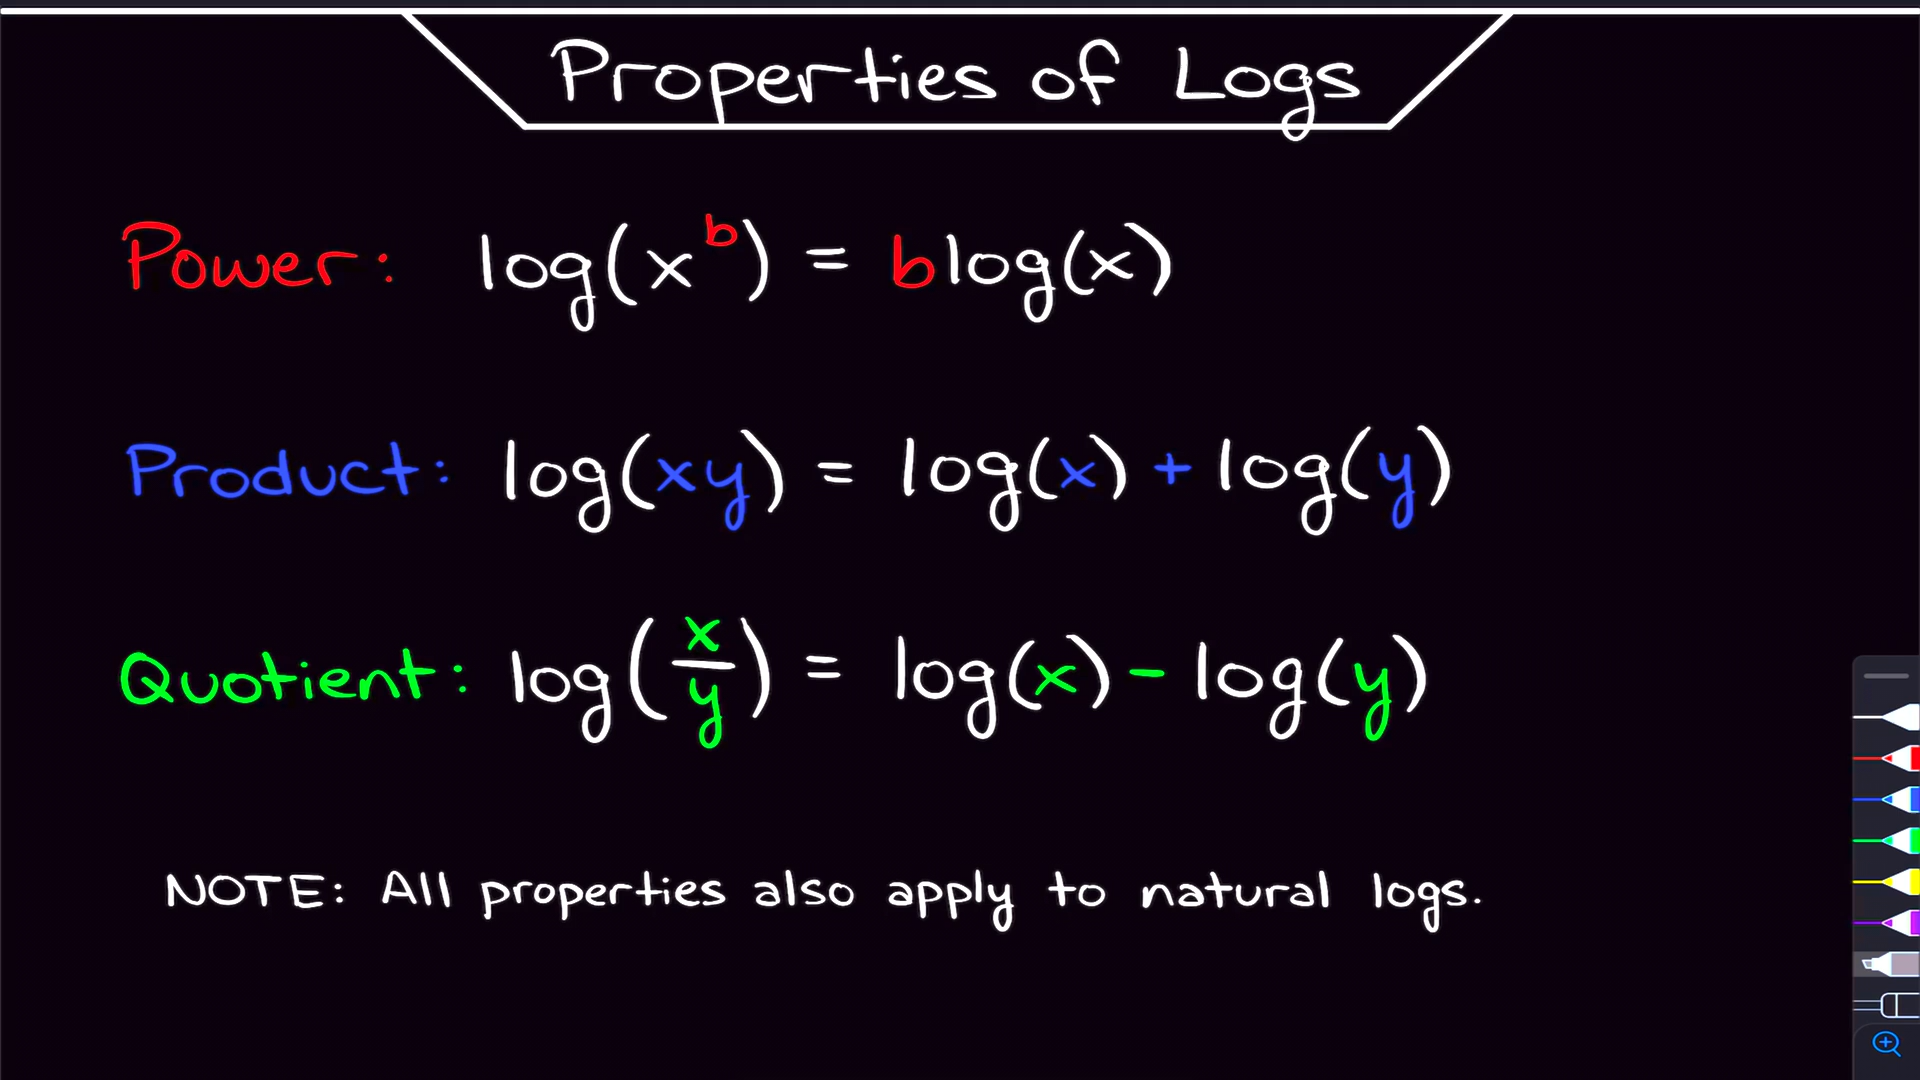 Properties of Logs
Power: log(x^b) = blog(x)
Product: log(xy) = log(x) + log(y)
Quotient: log(x/y) = log(x) - log(y)
NOTE: All properties also apply to natural logs.